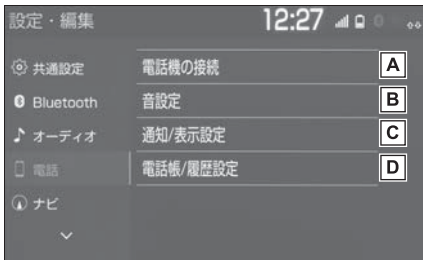 設定・編集
12:27
共通設定
電話機の接続
A
Bluetooth
音設定
B
オーディオ
通知/表示設定
C
電話
電話帳/履歴設定
D
ナビ